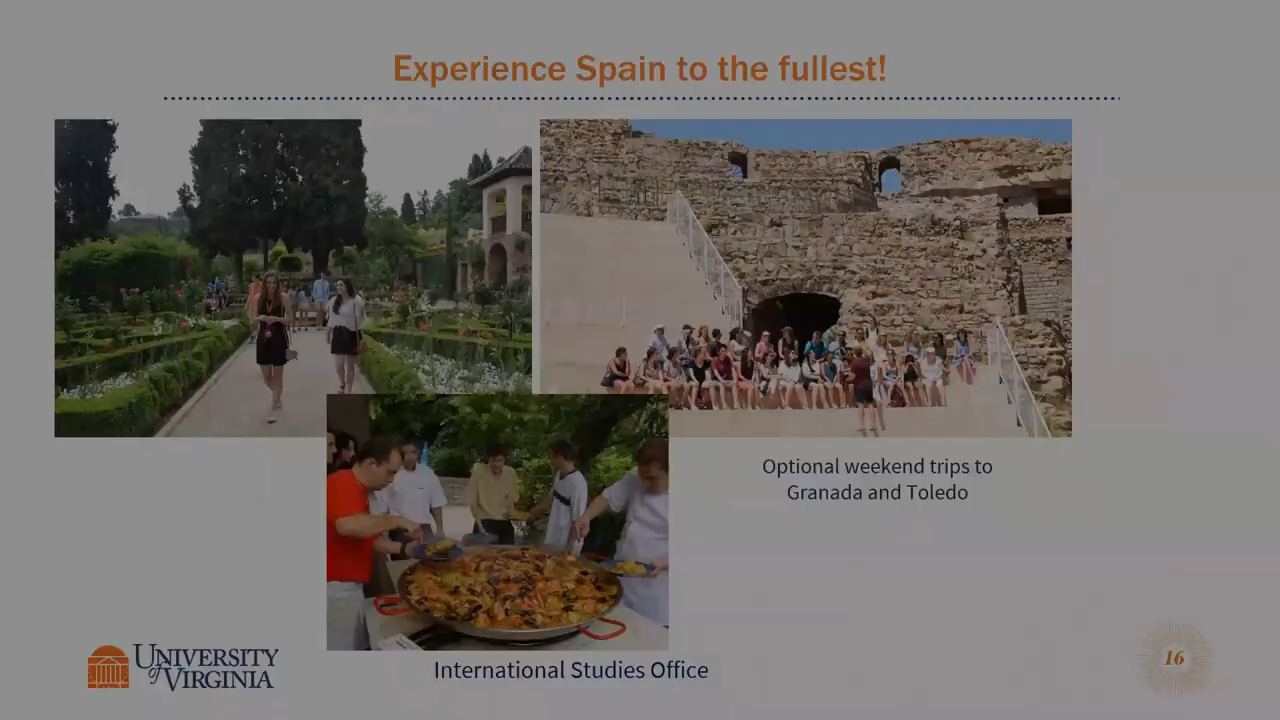 Experience Spain to the fullest!
Optional weekend trips to
Granada and Toledo
UNIVERSITY
of VIRGINIA
International Studies Office
16